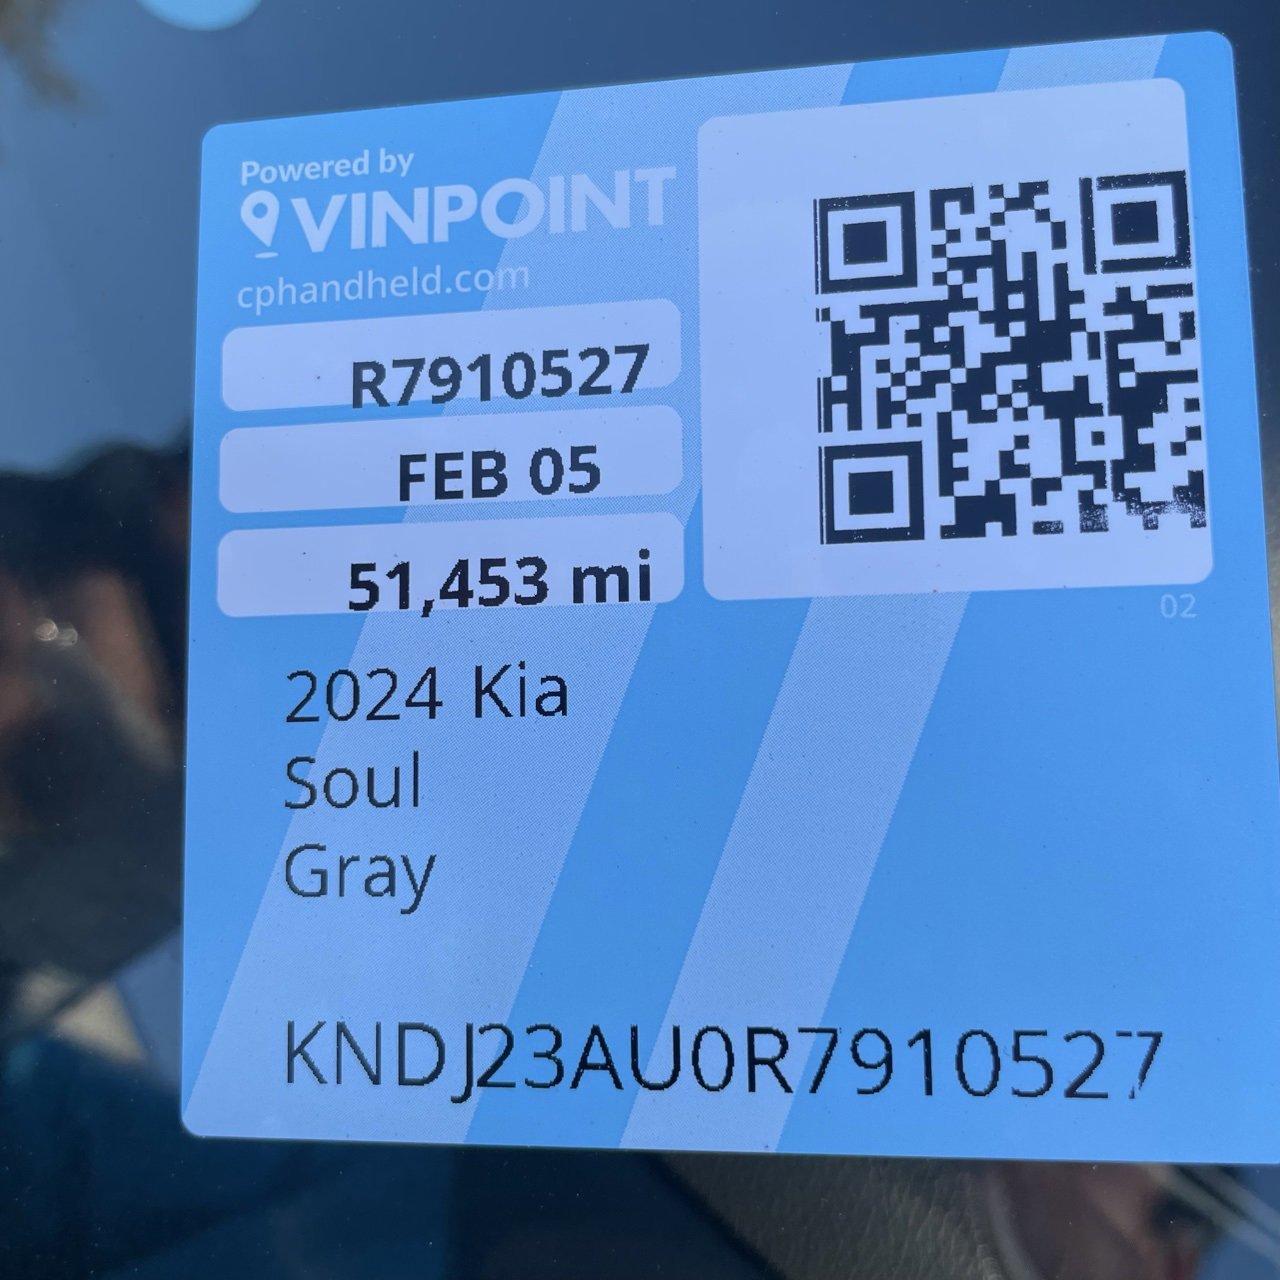 Powered by
VINPOINT
cphandheld.com
R7910527
FEB 05
51,453 mi
02
2024 Kia
Soul
Gray
KNDJ23AU0R7910527